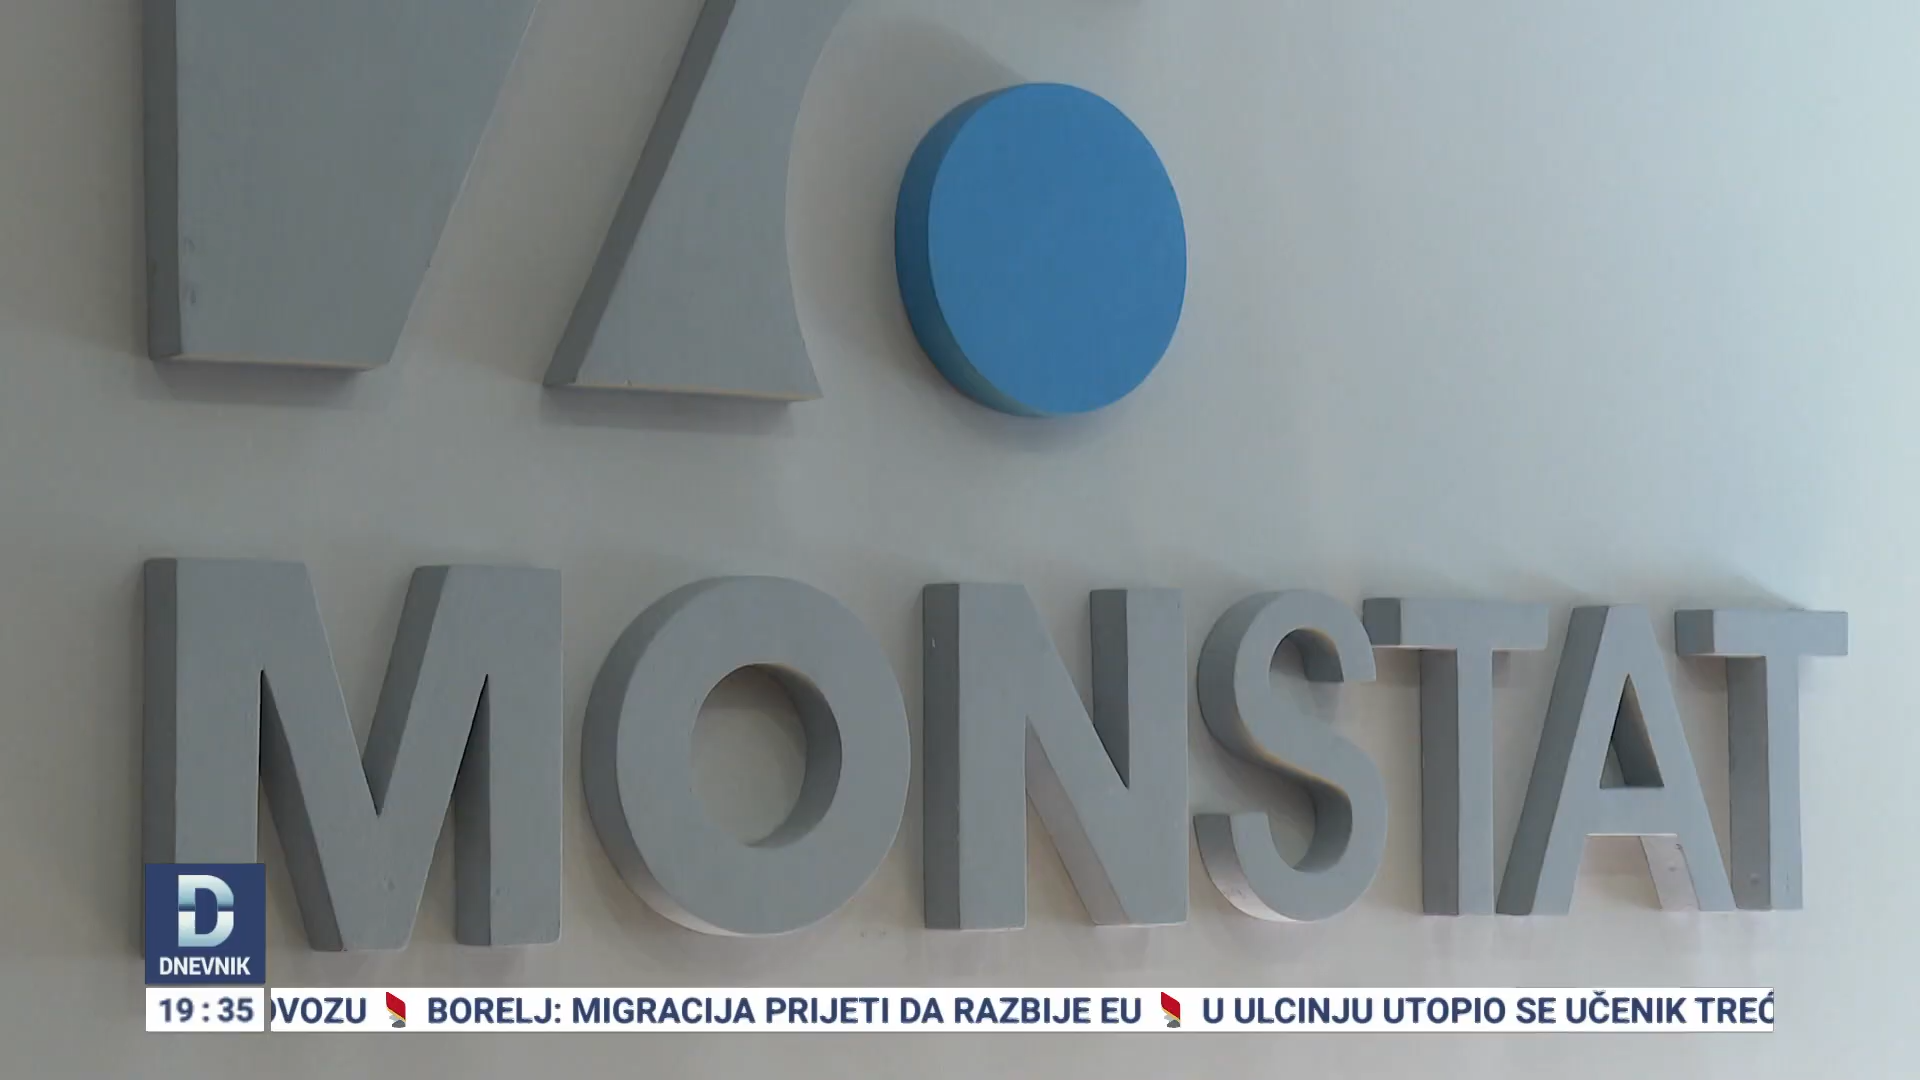 MONSTAT
D
DNEVNIK
19:35
BORELJ: MIGRACIJA PRIJETI DA RAZBIJE EU U ULCINJU UTOPIO SE UČENIK